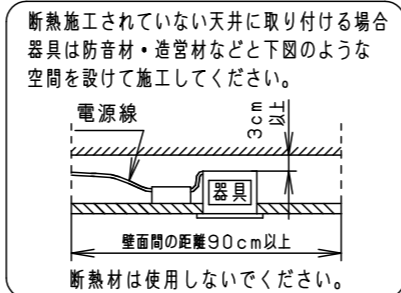 断熱施工されていない天井に取り付ける場合
器具は防音材・造営材などと下図のような
空間を設けて施工してください。
電源線
3cm
以上
器具
壁面間の距離90cm以上
断熱材は使用しないでください。